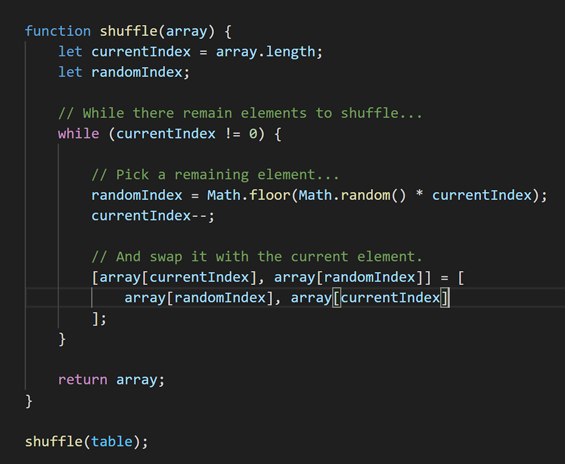 function shuffle(array) {
    let currentIndex = array.length;
    let randomIndex;

    // While there remain elements to shuffle...
    while (currentIndex != 0) {

        // Pick a remaining element...
        randomIndex = Math.floor(Math.random() * currentIndex);
        currentIndex--;

        // And swap it with the current element.
        [array[currentIndex], array[randomIndex]] = [
            array[randomIndex], array[currentIndex]
        ];
    }

    return array;
}

shuffle(table);